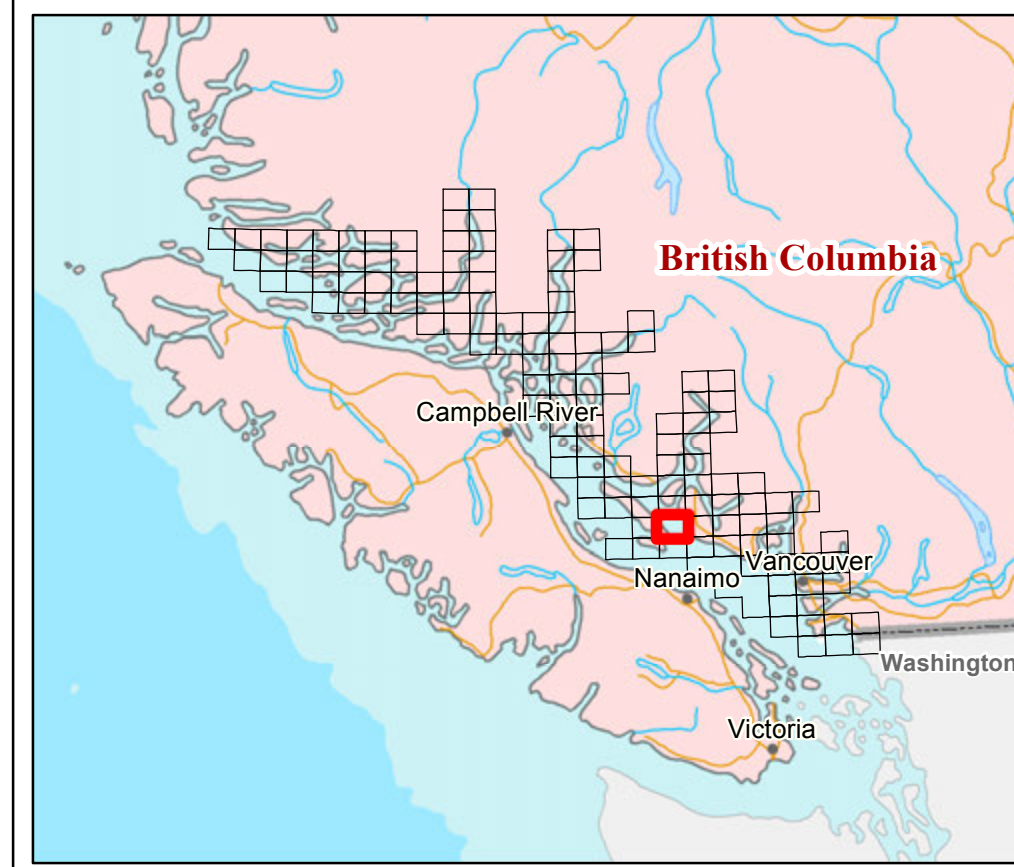 British Columbia
Campbell River
Vancouver
Nanaimo
Washington
Victoria